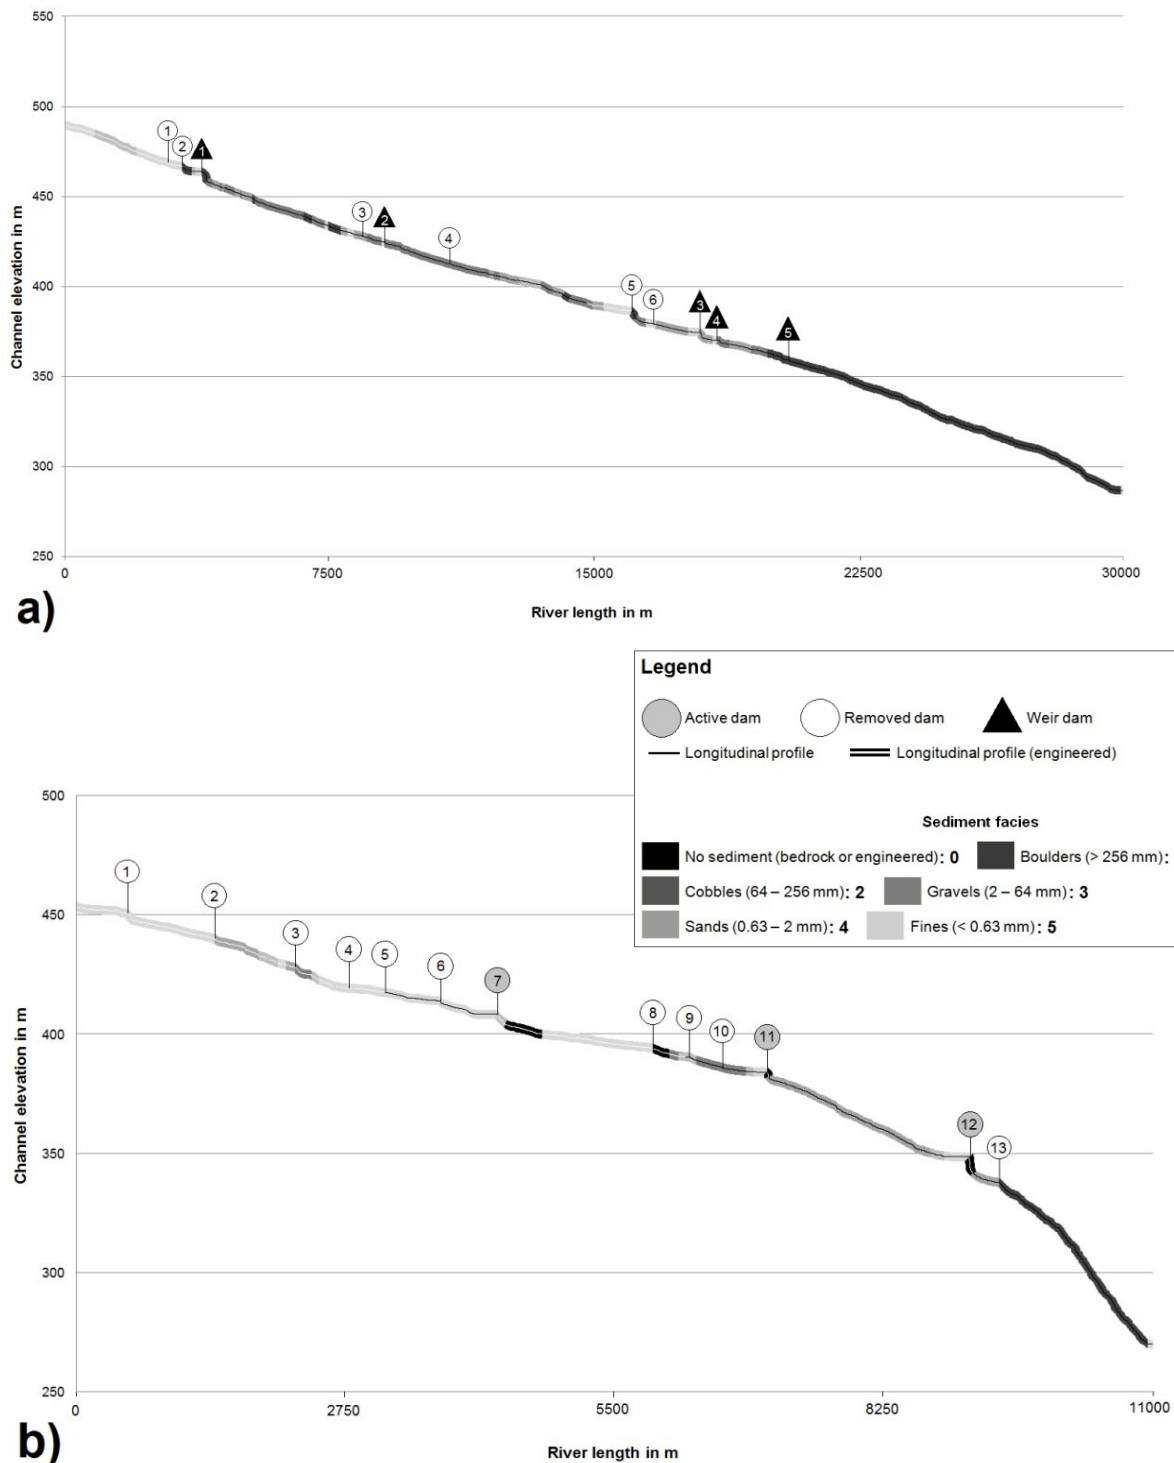 550
500
450
400
350
300
250
Channel elevation in m
1
2
1
3
2
4
5
6
3
4
5
0
7500
15000
22500
30000
River length in m
a)
Legend
Active dam
Removed dam
Weir dam
Longitudinal profile
Longitudinal profile (engineered)
Sediment facies
No sediment (bedrock or engineered): 0
Boulders (> 256 mm):
Cobbles (64 – 256 mm): 2
Gravels (2 – 64 mm): 3
Sands (0.63 – 2 mm): 4
Fines (< 0.63 mm): 5
500
450
400
350
300
250
Channel elevation in m
1
2
3
4
5
6
7
8
9
10
11
12
13
0
2750
5500
8250
11000
River length in m
b)